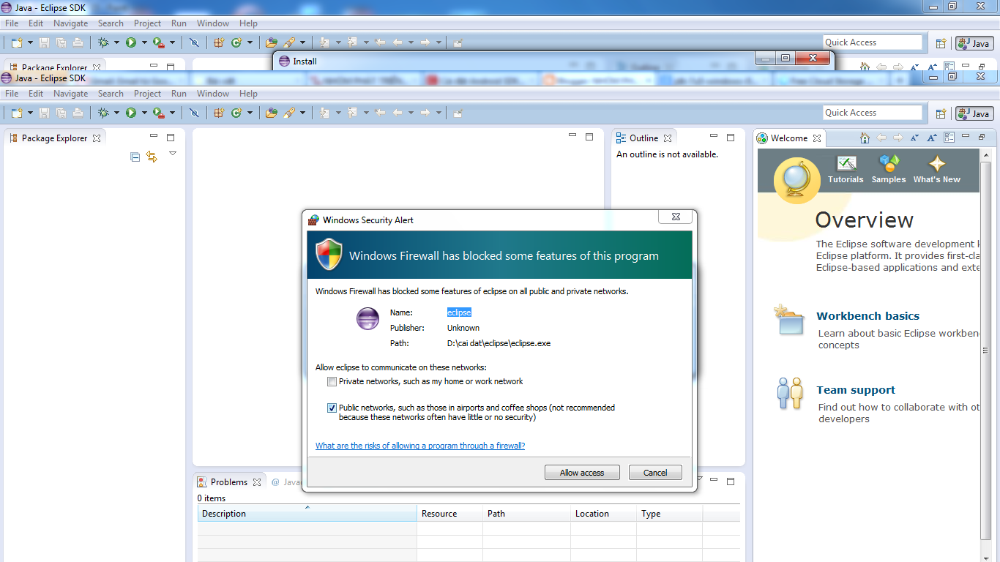 Java - Eclipse SDK
File Edit Navigate Search Project Run Window Help
Quick Access
Java
Package Explorer
Install
Java - Eclipse SDK
File Edit Navigate Search Project Run Window Help
Quick Access
Java
Package Explorer
Outline
An outline is not available.
Welcome
Tutorials Samples What's New
Overview
The Eclipse software development
Eclipse platform. It provides
Eclipse-based applications and
Workbench basics
Learn about basic Eclipse
concepts
Team support
Find out how to collaborate with
developers
Windows Security Alert
Windows Firewall has blocked some features of this program
Windows Firewall has blocked some features of eclipse on all public and private networks.
Name: eclipse
Publisher: Unknown
Path: D:\cai dat\eclipse\eclipse.exe
Allow eclipse to communicate on these networks:
Private networks, such as my home or work network
Public networks, such as those in airports and coffee shops (not recommended
because these networks often have little or no security)
What are the risks of allowing a program through a firewall?
Allow access Cancel
Problems @
0 items
Description Resource Path Location Type